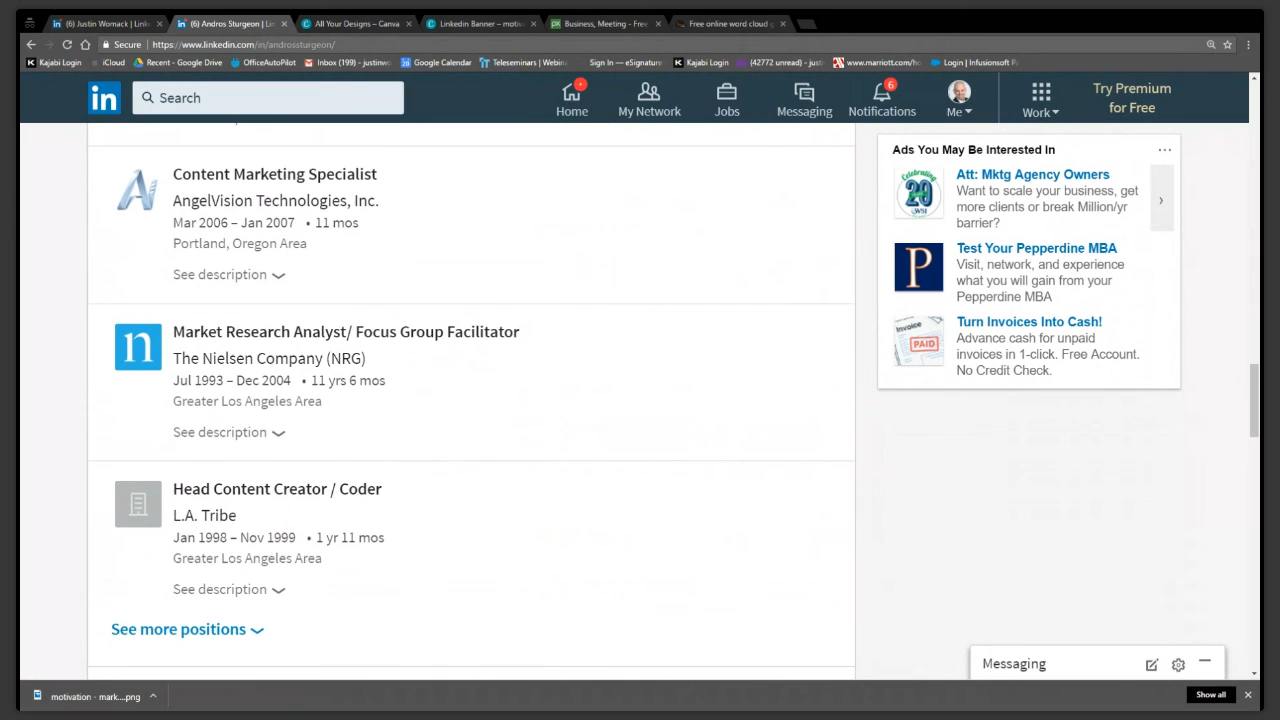 (6) Justin Womack | Link
(6) Andros Sturgeon | Lin
All Your Designs – Canva
Linkedin Banner – motiv
Business, Meeting - Free
Free online word cloud g
Secure
https://www.linkedin.com/in/androssturgeon/
Kajabi Login
iCloud
Recent - Google Drive
OfficeAutoPilot
Inbox (199) - justinwo
Google Calendar
Teleseminars | Webina
Sign In — eSignature
Kajabi Login
(42772 unread) - justi
www.marriott.com/ho
Login | Infusionsoft P
in
Search
Home
My Network
Jobs
Messaging
6
Notifications
Me
Work
Try Premium
for Free
Content Marketing Specialist
AngelVision Technologies, Inc.
Mar 2006 – Jan 2007 • 11 mos
Portland, Oregon Area
See description
n
Market Research Analyst/ Focus Group Facilitator
The Nielsen Company (NRG)
Jul 1993 – Dec 2004 • 11 yrs 6 mos
Greater Los Angeles Area
See description
Head Content Creator / Coder
L.A. Tribe
Jan 1998 – Nov 1999 • 1 yr 11 mos
Greater Los Angeles Area
See description
See more positions
Ads You May Be Interested In
Celebrating
20
WSI
Att: Mktg Agency Owners
Want to scale your business, get
more clients or break Million/yr
barrier?
P
Test Your Pepperdine MBA
Visit, network, and experience
what you will gain from your
Pepperdine MBA
Invoice
PAID
Turn Invoices Into Cash!
Advance cash for unpaid
invoices in 1-click. Free Account.
No Credit Check.
Messaging
motivation - mark....png
Show all